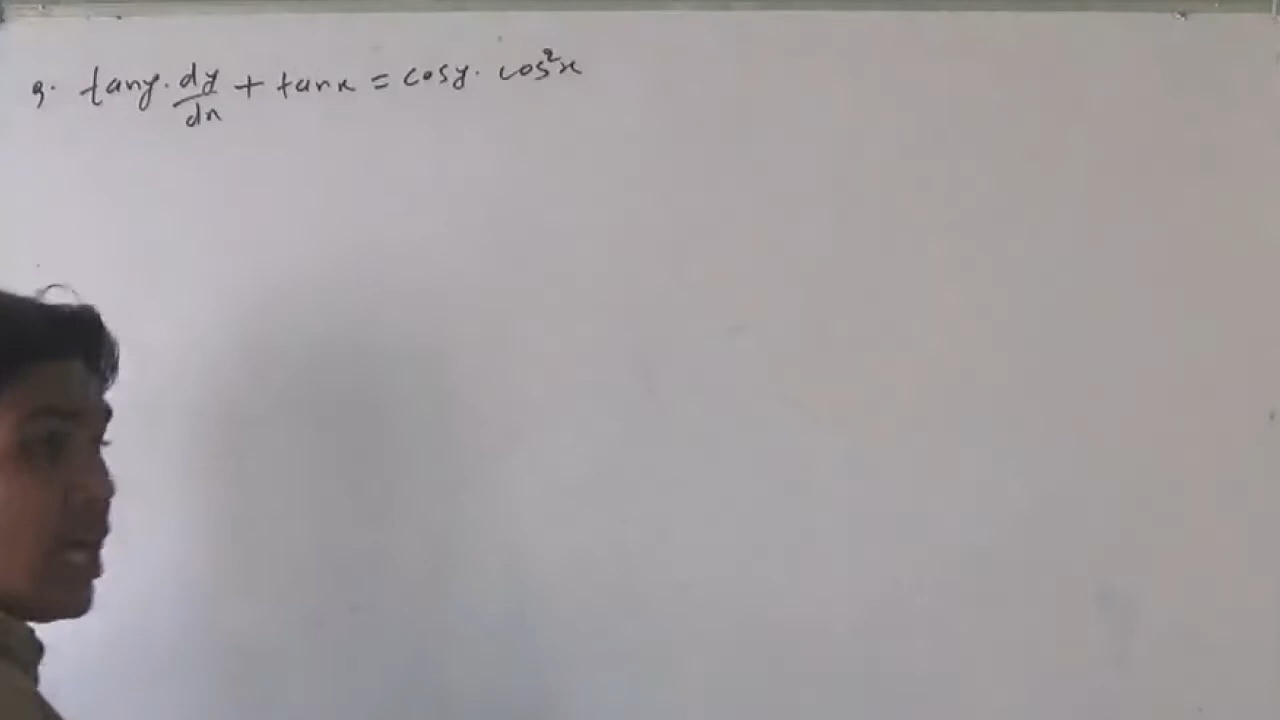 9. tany. dy/dx + tanx = cosy. cos²x